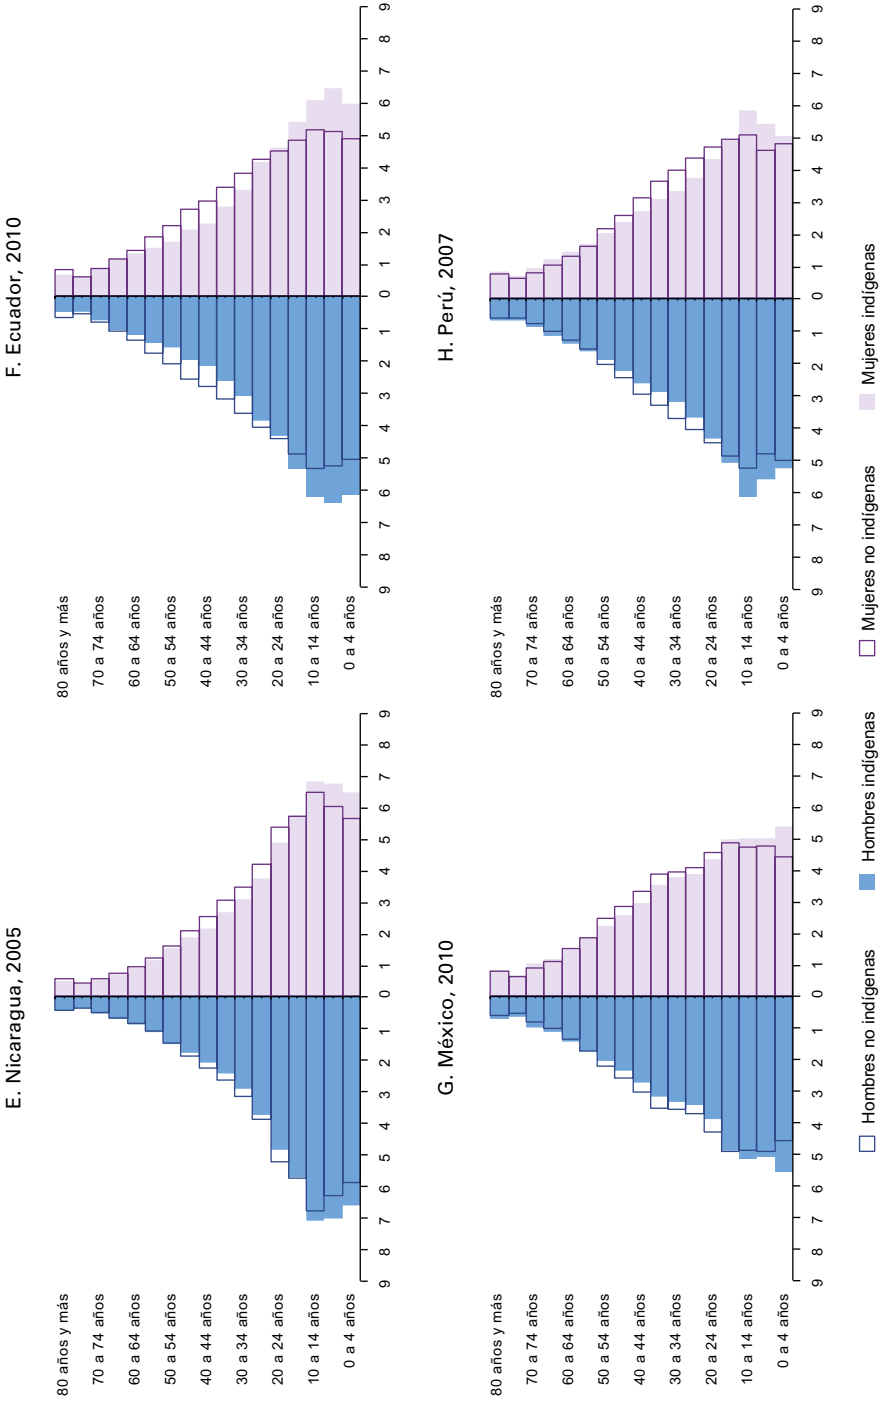 E. Nicaragua, 2005
80 años y más
70 a 74 años
60 a 64 años
50 a 54 años
40 a 44 años
30 a 34 años
20 a 24 años
10 a 14 años
0 a 4 años
9 8 7 6 5 4 3 2 1 0 1 2 3 4 5 6 7 8 9
F. Ecuador, 2010
80 años y más
70 a 74 años
60 a 64 años
50 a 54 años
40 a 44 años
30 a 34 años
20 a 24 años
10 a 14 años
0 a 4 años
9 8 7 6 5 4 3 2 1 0 1 2 3 4 5 6 7 8 9
G. México, 2010
80 años y más
70 a 74 años
60 a 64 años
50 a 54 años
40 a 44 años
30 a 34 años
20 a 24 años
10 a 14 años
0 a 4 años
9 8 7 6 5 4 3 2 1 0 1 2 3 4 5 6 7 8 9
H. Perú, 2007
80 años y más
70 a 74 años
60 a 64 años
50 a 54 años
40 a 44 años
30 a 34 años
20 a 24 años
10 a 14 años
0 a 4 años
9 8 7 6 5 4 3 2 1 0 1 2 3 4 5 6 7 8 9
Hombres no indígenas Hombres indígenas Mujeres no indígenas Mujeres indígenas